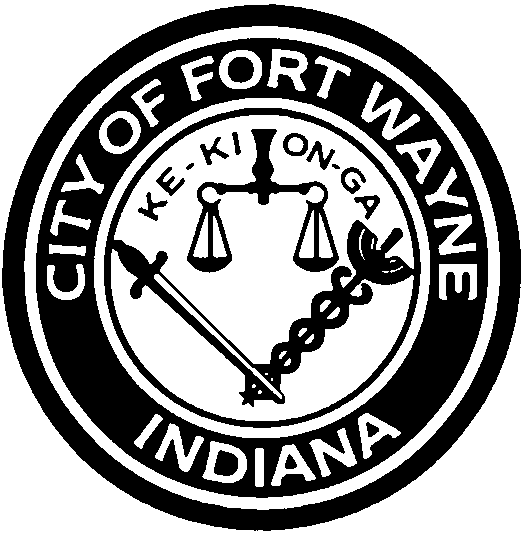 CITY OF FORT WAYNE
KE-KI ON-GA
INDIANA